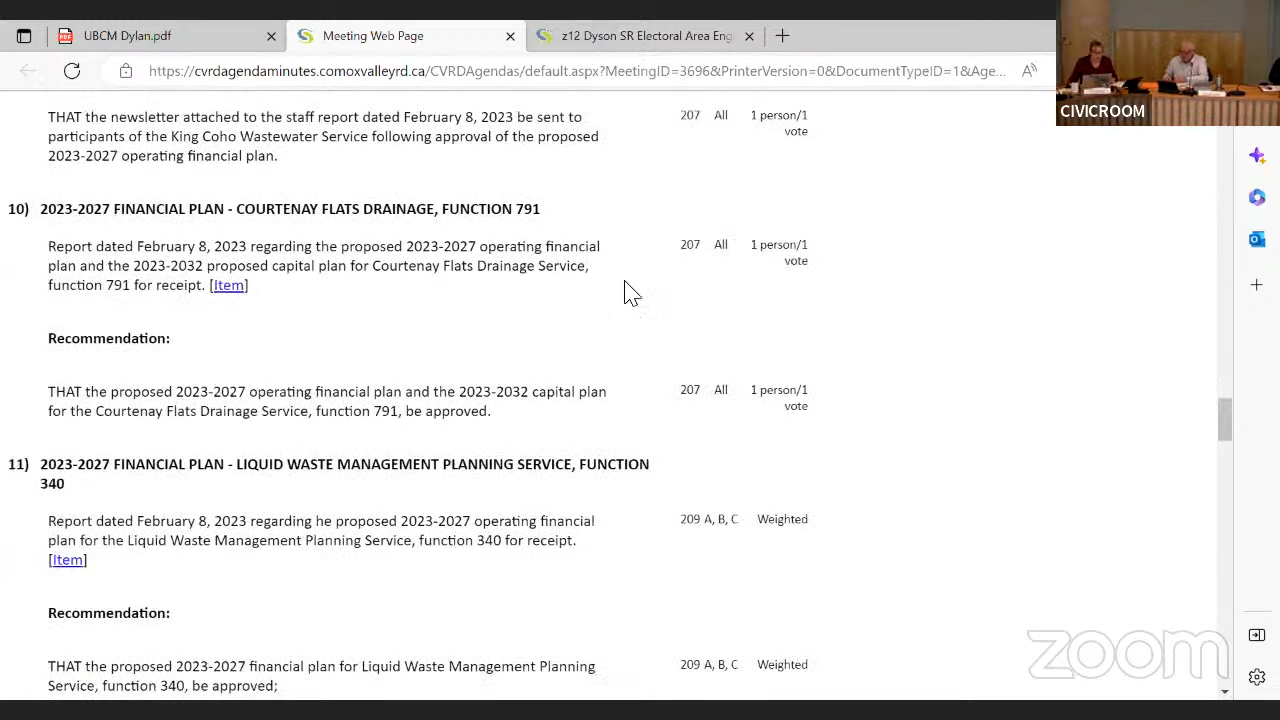 UBCM Dylan.pdf
Meeting Web Page
z12 Dyson SR Electoral Area Eng
https://cvrdagendaminutes.comoxvalleyrd.ca/CVRDAgendas/default.aspx?MeetingID=3696&PrinterVersion=0&DocumentTypeID=1&Age...
CIVICROOM
THAT the newsletter attached to the staff report dated February 8, 2023 be sent to 207 All 1 person/1
participants of the King Coho Wastewater Service following approval of the proposed vote
2023-2027 operating financial plan.
10) 2023-2027 FINANCIAL PLAN - COURTENAY FLATS DRAINAGE, FUNCTION 791
Report dated February 8, 2023 regarding the proposed 2023-2027 operating financial 207 All 1 person/1
plan and the 2023-2032 proposed capital plan for Courtenay Flats Drainage Service, vote
function 791 for receipt. [Item]
Recommendation:
THAT the proposed 2023-2027 operating financial plan and the 2023-2032 capital plan 207 All 1 person/1
for the Courtenay Flats Drainage Service, function 791, be approved. vote
11) 2023-2027 FINANCIAL PLAN - LIQUID WASTE MANAGEMENT PLANNING SERVICE, FUNCTION
340
Report dated February 8, 2023 regarding he proposed 2023-2027 operating financial 209 A, B, C Weighted
plan for the Liquid Waste Management Planning Service, function 340 for receipt.
[Item]
Recommendation:
THAT the proposed 2023-2027 financial plan for Liquid Waste Management Planning 209 A, B, C Weighted
Service, function 340, be approved;
zoom